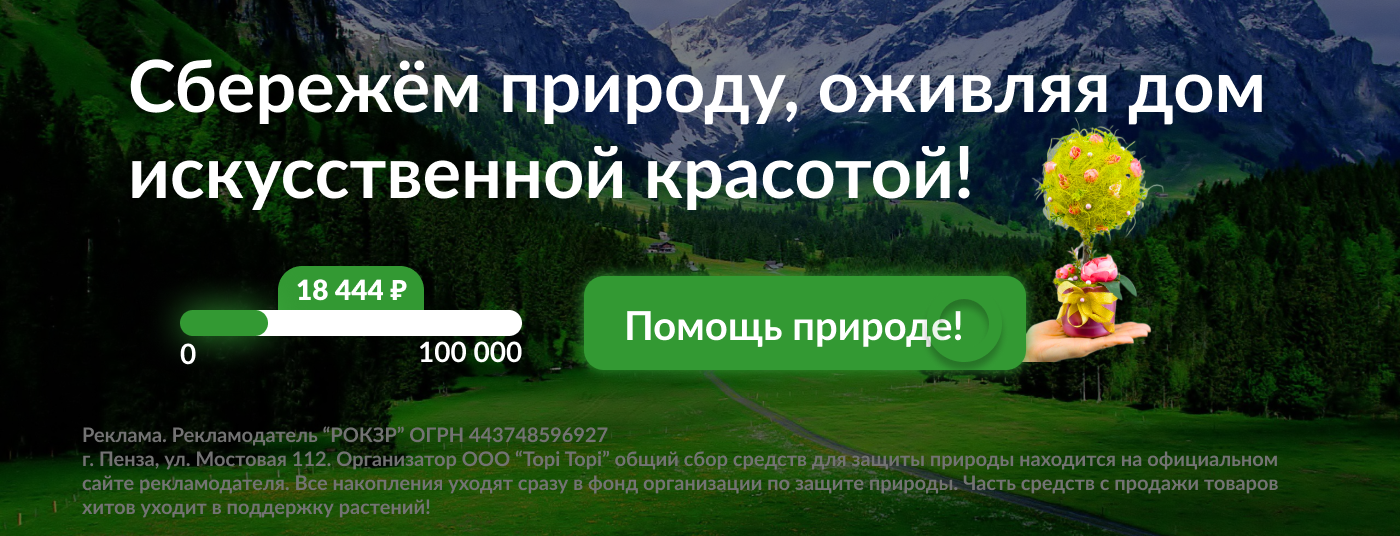 Сбережём природу, оживляя дом
искусственной красотой!
18 444 ₽
0
100 000
Помощь природе!
Реклама. Рекламодатель “РОКЗР” ОГРН 443748596927
г. Пенза, ул. Мостовая 112. Организатор ООО “Topi Topi” общий сбор средств для защиты природы находится на официальном
сайте рекламодателя. Все накопления уходят сразу в фонд организации по защите природы. Часть средств с продажи товаров
хитов уходит в поддержку растений!